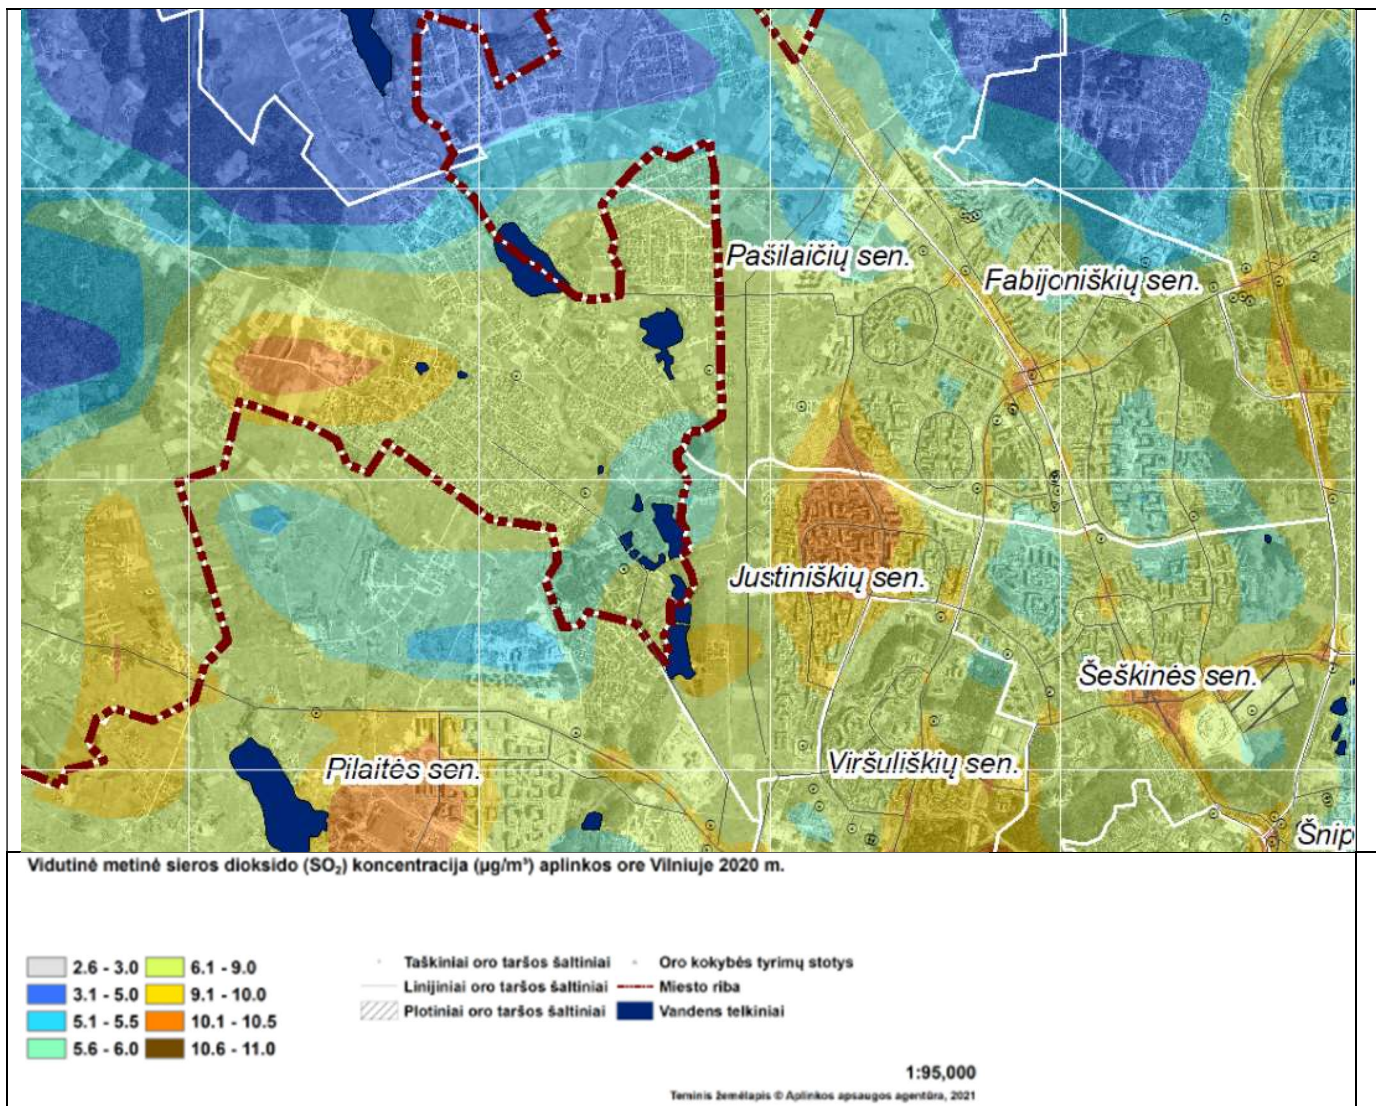 Pašilaičių sen.
Fabijoniškių sen.
Justiniškių sen.
Šeškinės sen.
Pilaitės sen.
Viršuliškių sen.
Šnip
Vidutinė metinė sieros dioksido (SO₂) koncentracija (µg/m³) aplinkos ore Vilniuje 2020 m.
2.6 - 3.0
3.1 - 5.0
5.1 - 5.5
5.6 - 6.0
6.1 - 9.0
9.1 - 10.0
10.1 - 10.5
10.6 - 11.0
Taškiniai oro taršos šaltiniai
Linijiniai oro taršos šaltiniai
Plotiniai oro taršos šaltiniai
Oro kokybės tyrimų stotys
Miesto riba
Vandens telkiniai
1:95,000
Teminis žemėlapis © Aplinkos apsaugos agentūra, 2021